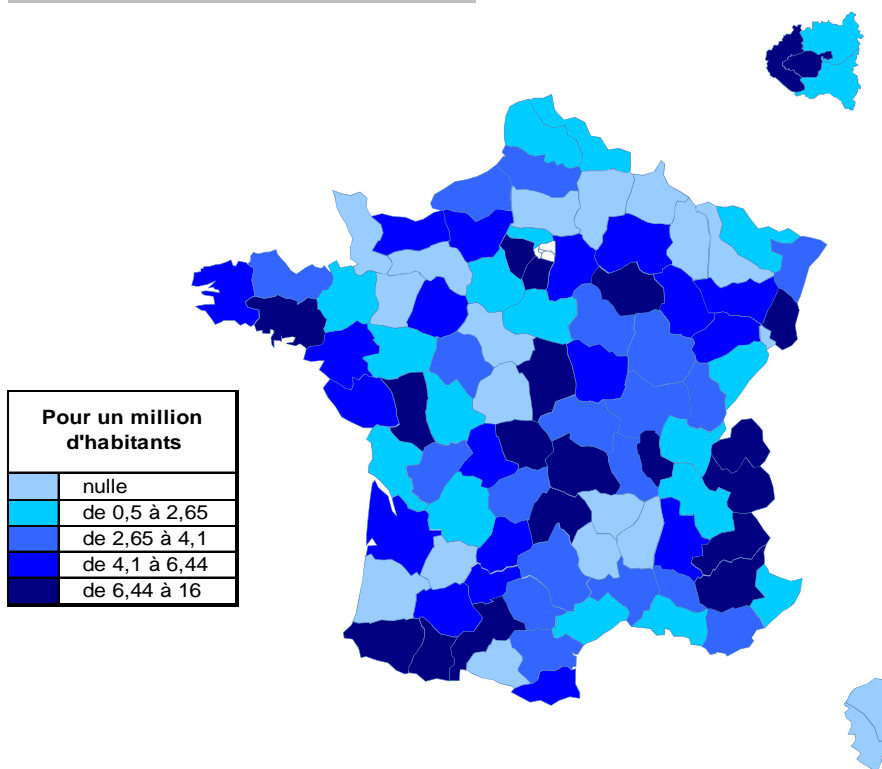 Pour un million
d'habitants
nulle
de 0,5 à 2,65
de 2,65 à 4,1
de 4,1 à 6,44
de 6,44 à 16